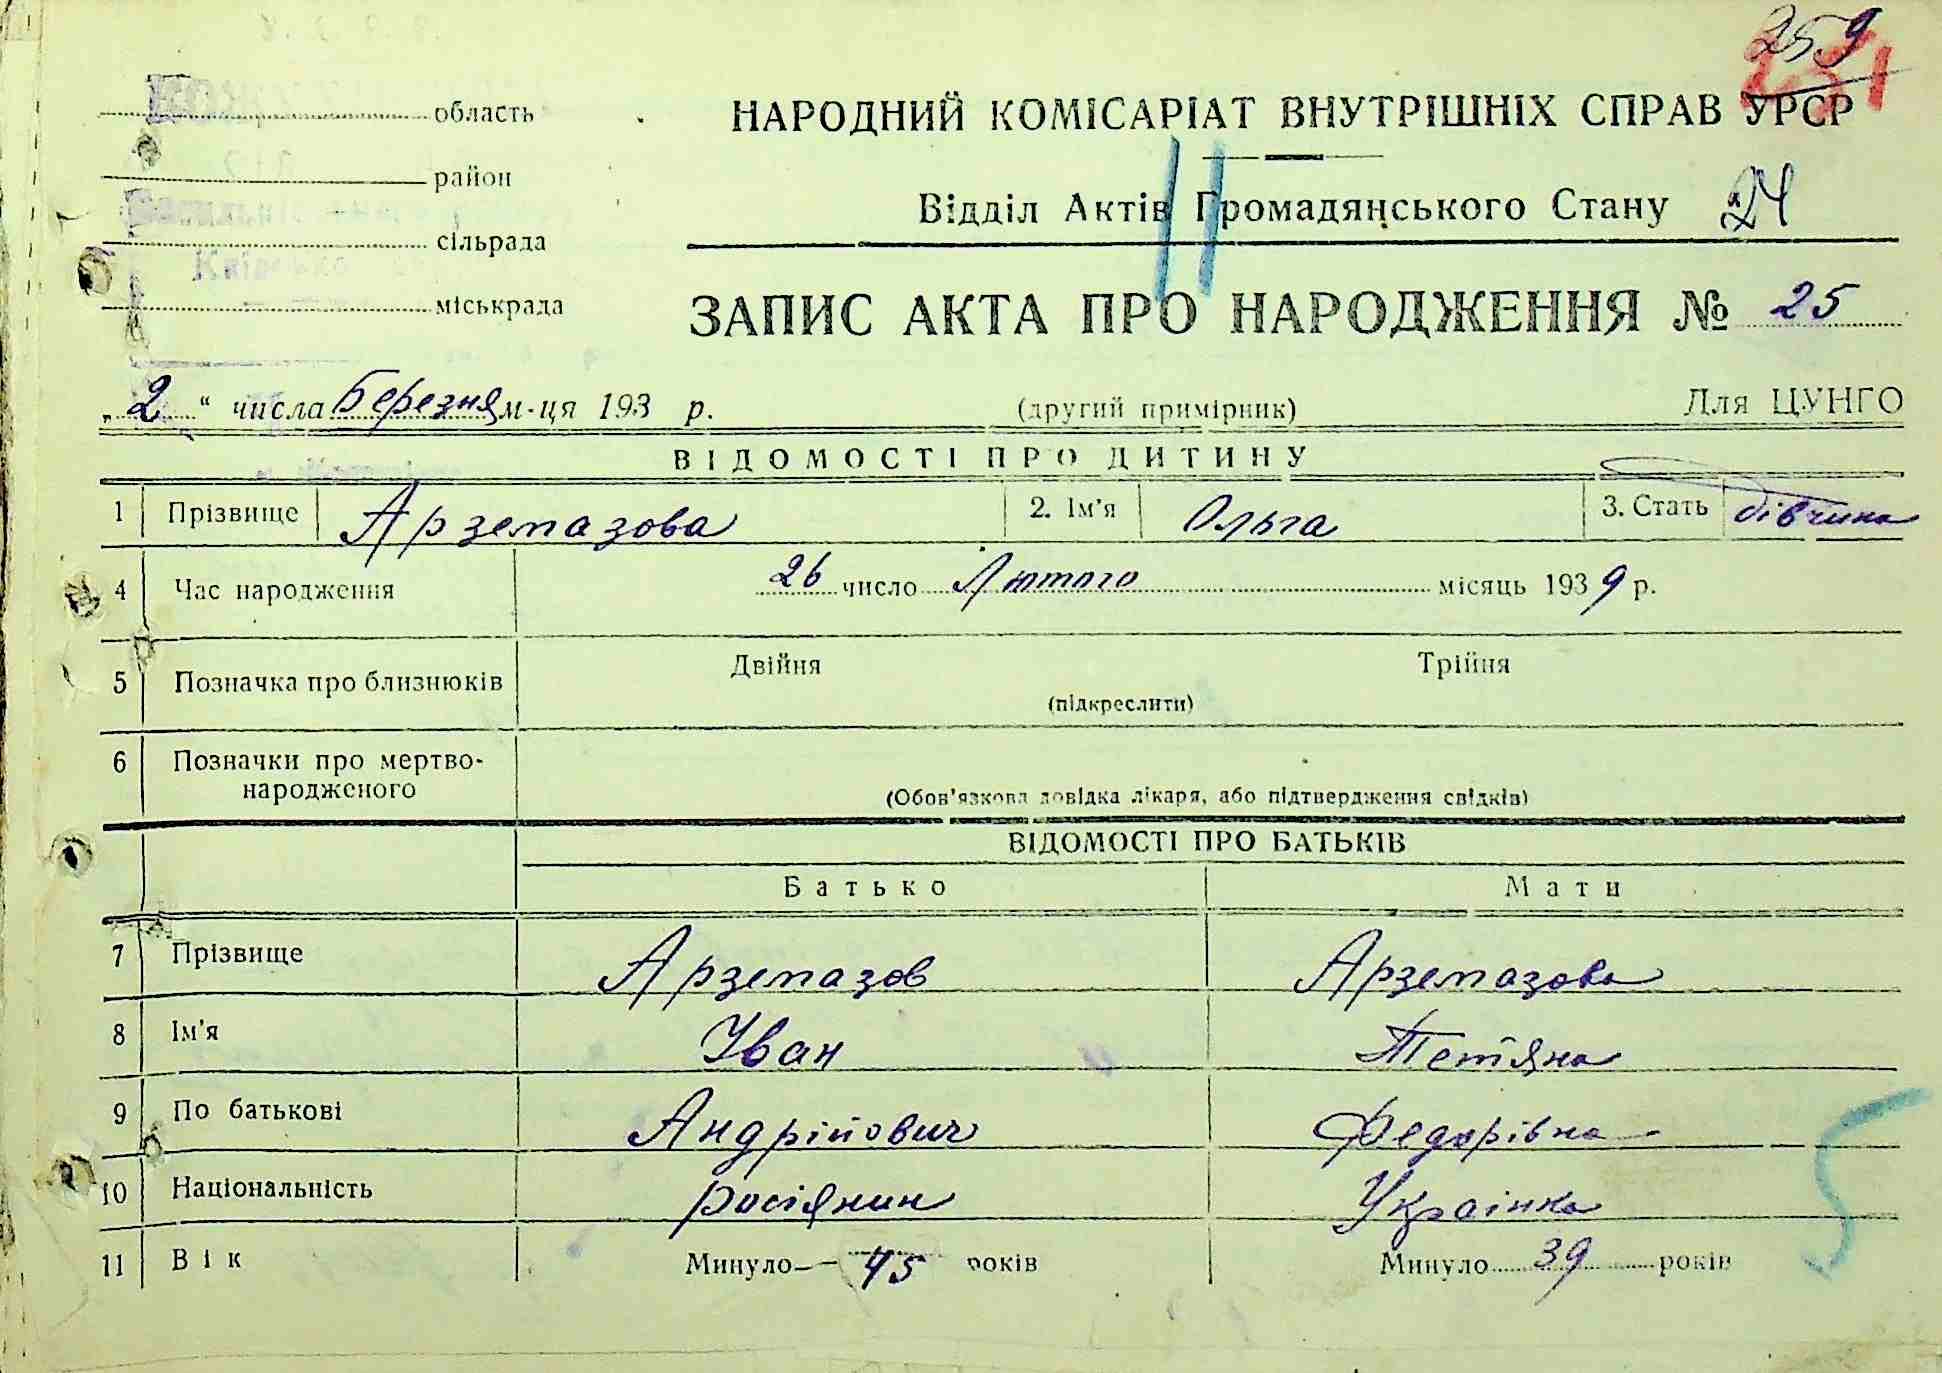 259
область
НАРОДНИЙ КОМІСАРІАТ ВНУТРІШНІХ СПРАВ УРСР
район
Відділ Актів Громадянського Стану 24
сільрада
міськрада
ЗАПИС АКТА ПРО НАРОДЖЕННЯ № 25
„2“ числа Березня м-ця 193 р. (другий примірник) Для ЦУНГО
ВІДОМОСТІ ПРО ДИТИНУ
1 Прізвище Арзетазова 2. Ім'я Ольга 3. Стать дівчина
4 Час народження 26 число Лютого місяць 1939 р.
5 Позначка про близнюків Двійня Трійня
(підкреслити)
6 Позначки про мертво-
народженого
(Обов'язкова довідка лікаря, або підтвердження свідків)
ВІДОМОСТІ ПРО БАТЬКІВ
Батько Мати
7 Прізвище Арзетазов Арзетазова
8 Ім'я Іван Тетяна
9 По батькові Андрійович Федорівна
10 Національність росіянин Українка
11 Вік Минуло 45 років Минуло 39 років
5